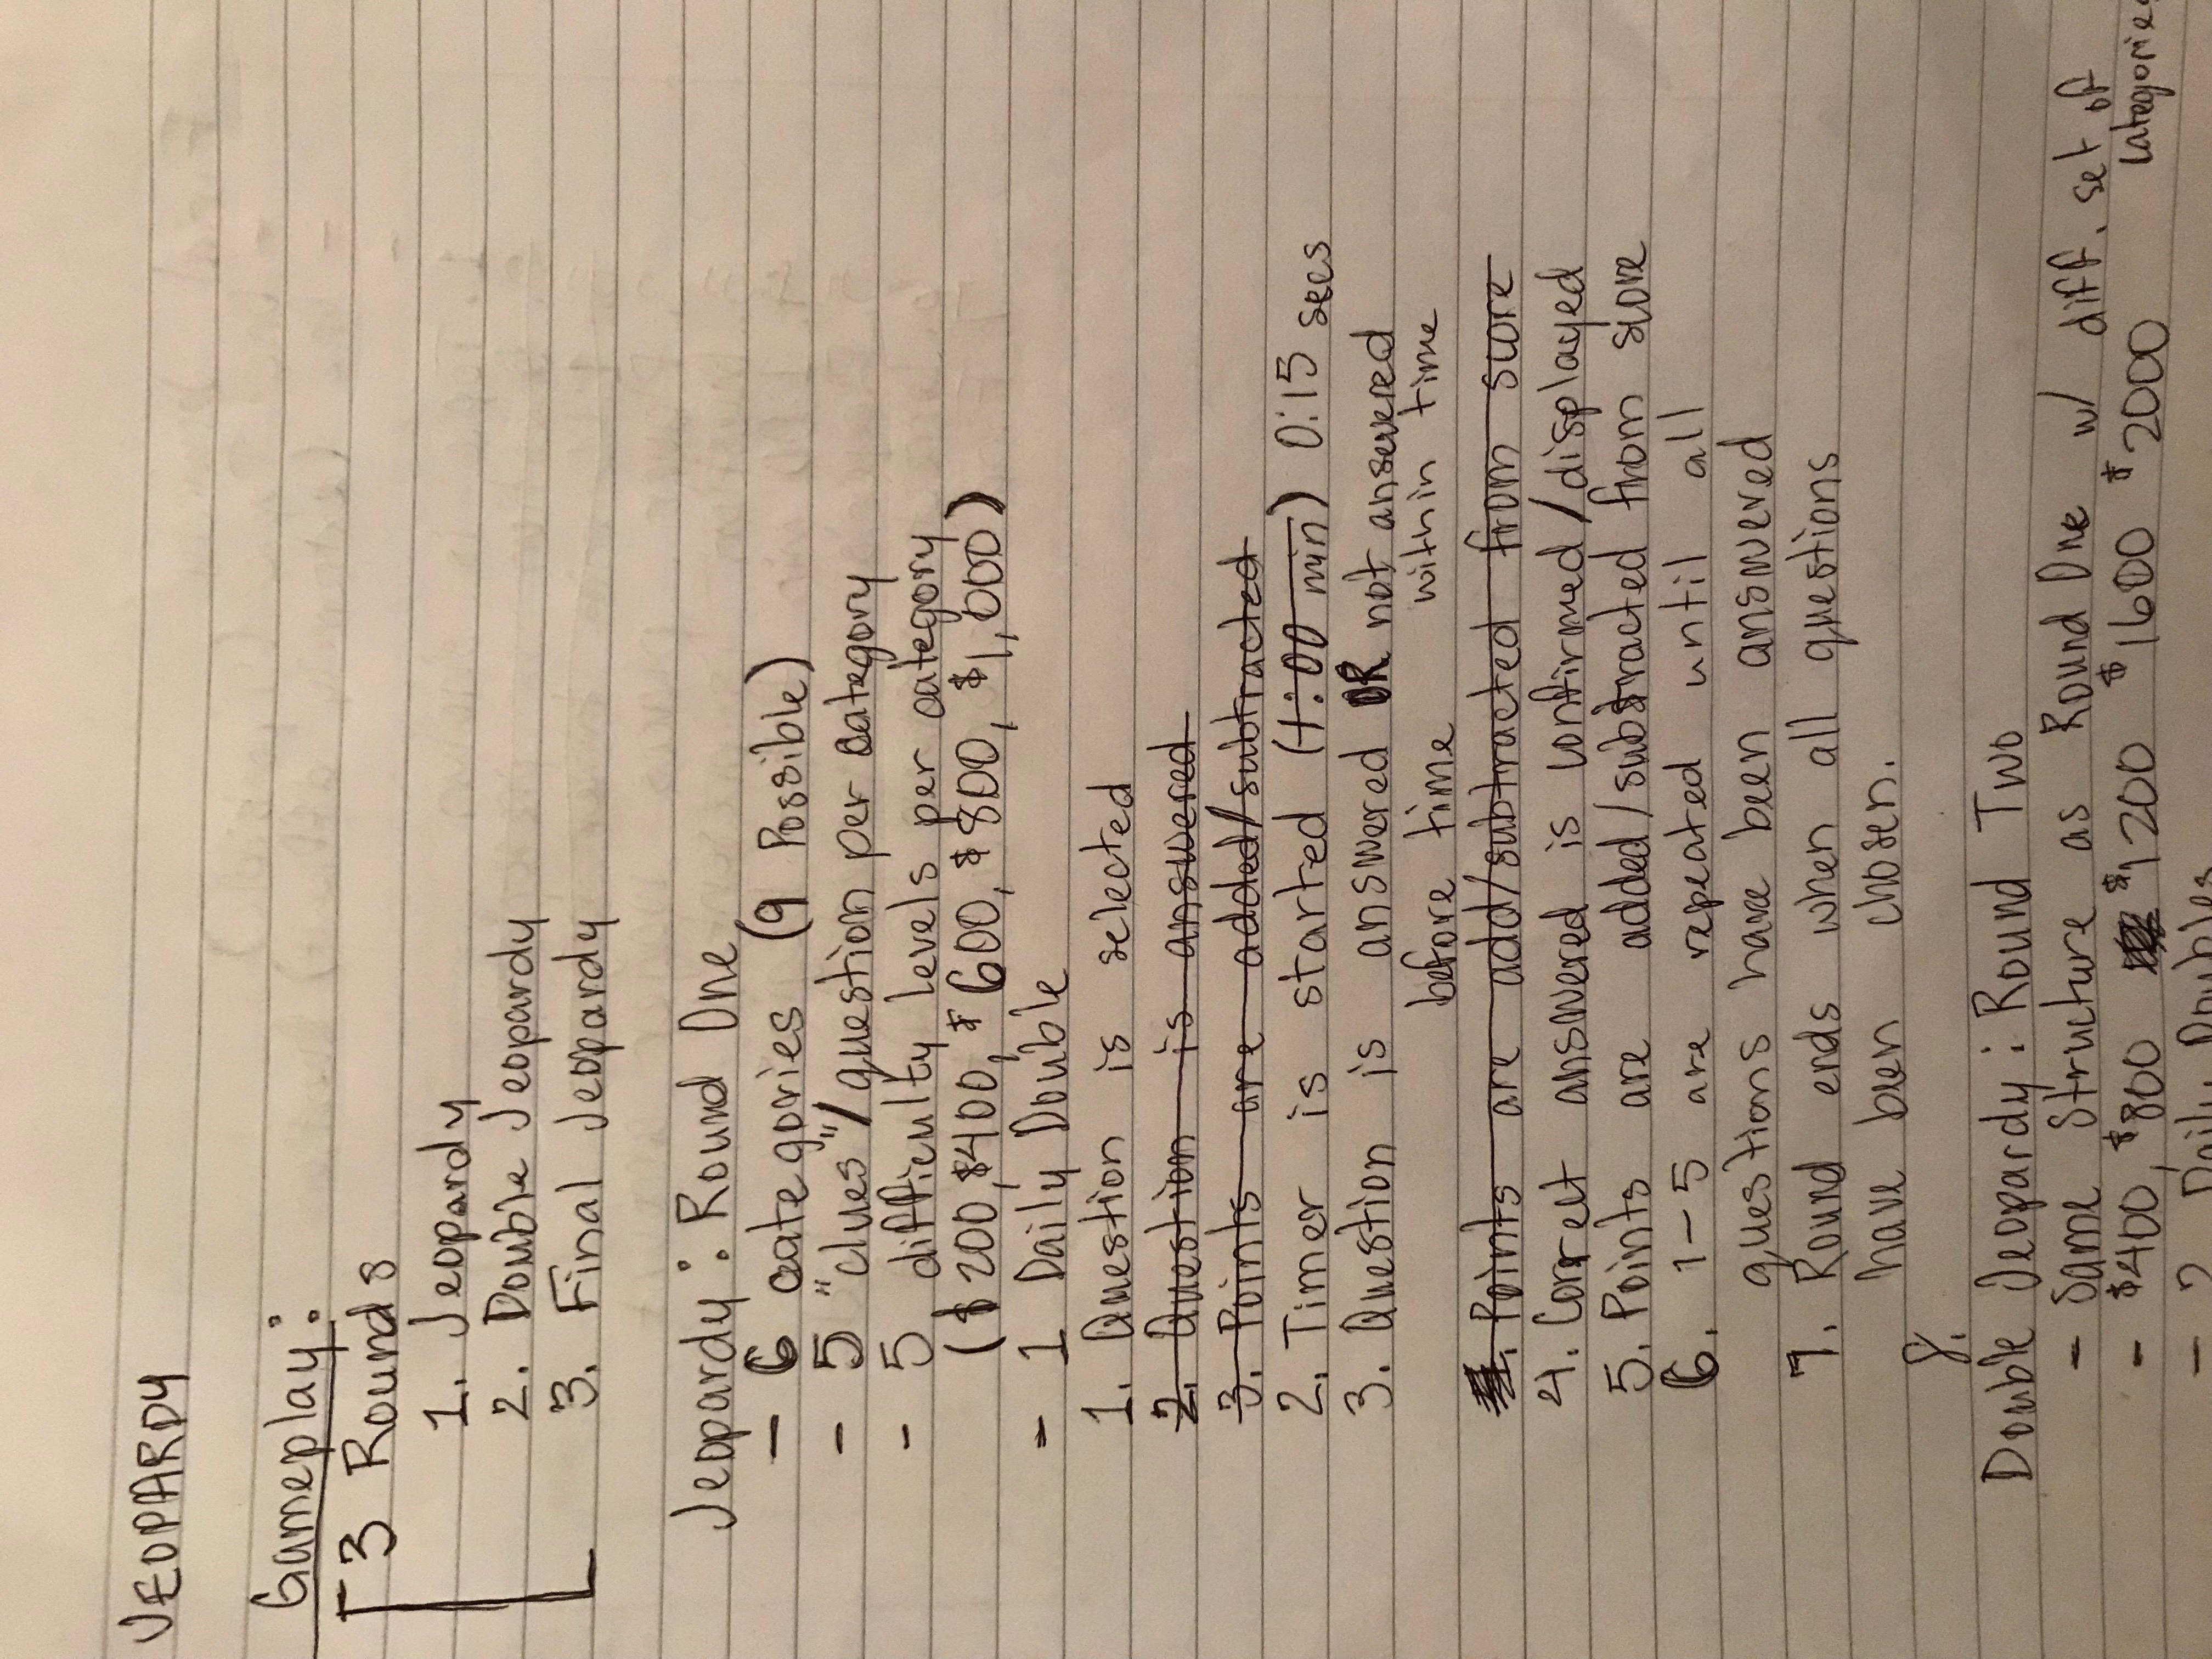 JEOPARDY
Gameplay:
3 Rounds
1. Jeopardy
2. Double Jeopardy
3. Final Jeopardy
Jeopardy: Round One
- 6 categories (9 Possible)
- 5 "clues"/question per category
- 5 difficulty levels per category
($200, $400, $600, $800, $1,000)
- 1 Daily Double
1. Question is selected
2. Question is answered
3. Points are added/subtracted
2. Timer is started (1:00 min) 0:15 secs
3. Question is answered OR not answered
before time within time
Points are add/subtracted from score
4. Correct answered is confirmed/displayed
5. Points are added/subtracted from score
6. 1-5 are repeated until all
questions have been answered
7. Round ends when all questions
have been chosen.
8.
Double Jeopardy: Round Two
- Same Structure as Round One w/ diff. set of
- $400, $800 $1200 $1600 $2000 categories
- 2 Daily Doubles